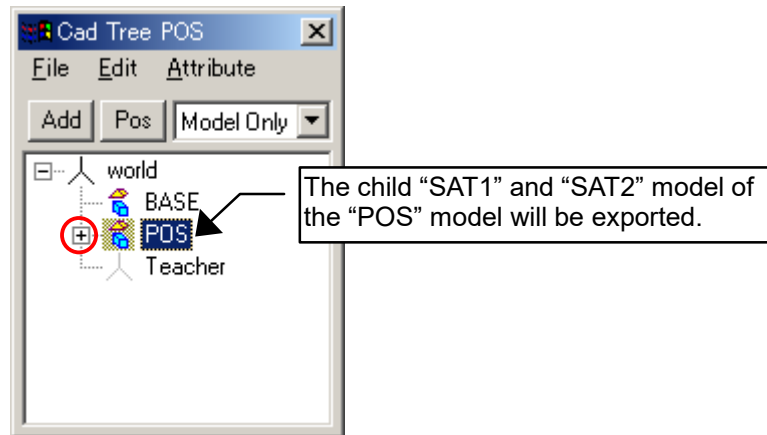 Cad Tree POS
File Edit Attribute
Add Pos Model Only
world
BASE
POS
Teacher
The child “SAT1” and “SAT2” model of
the “POS” model will be exported.